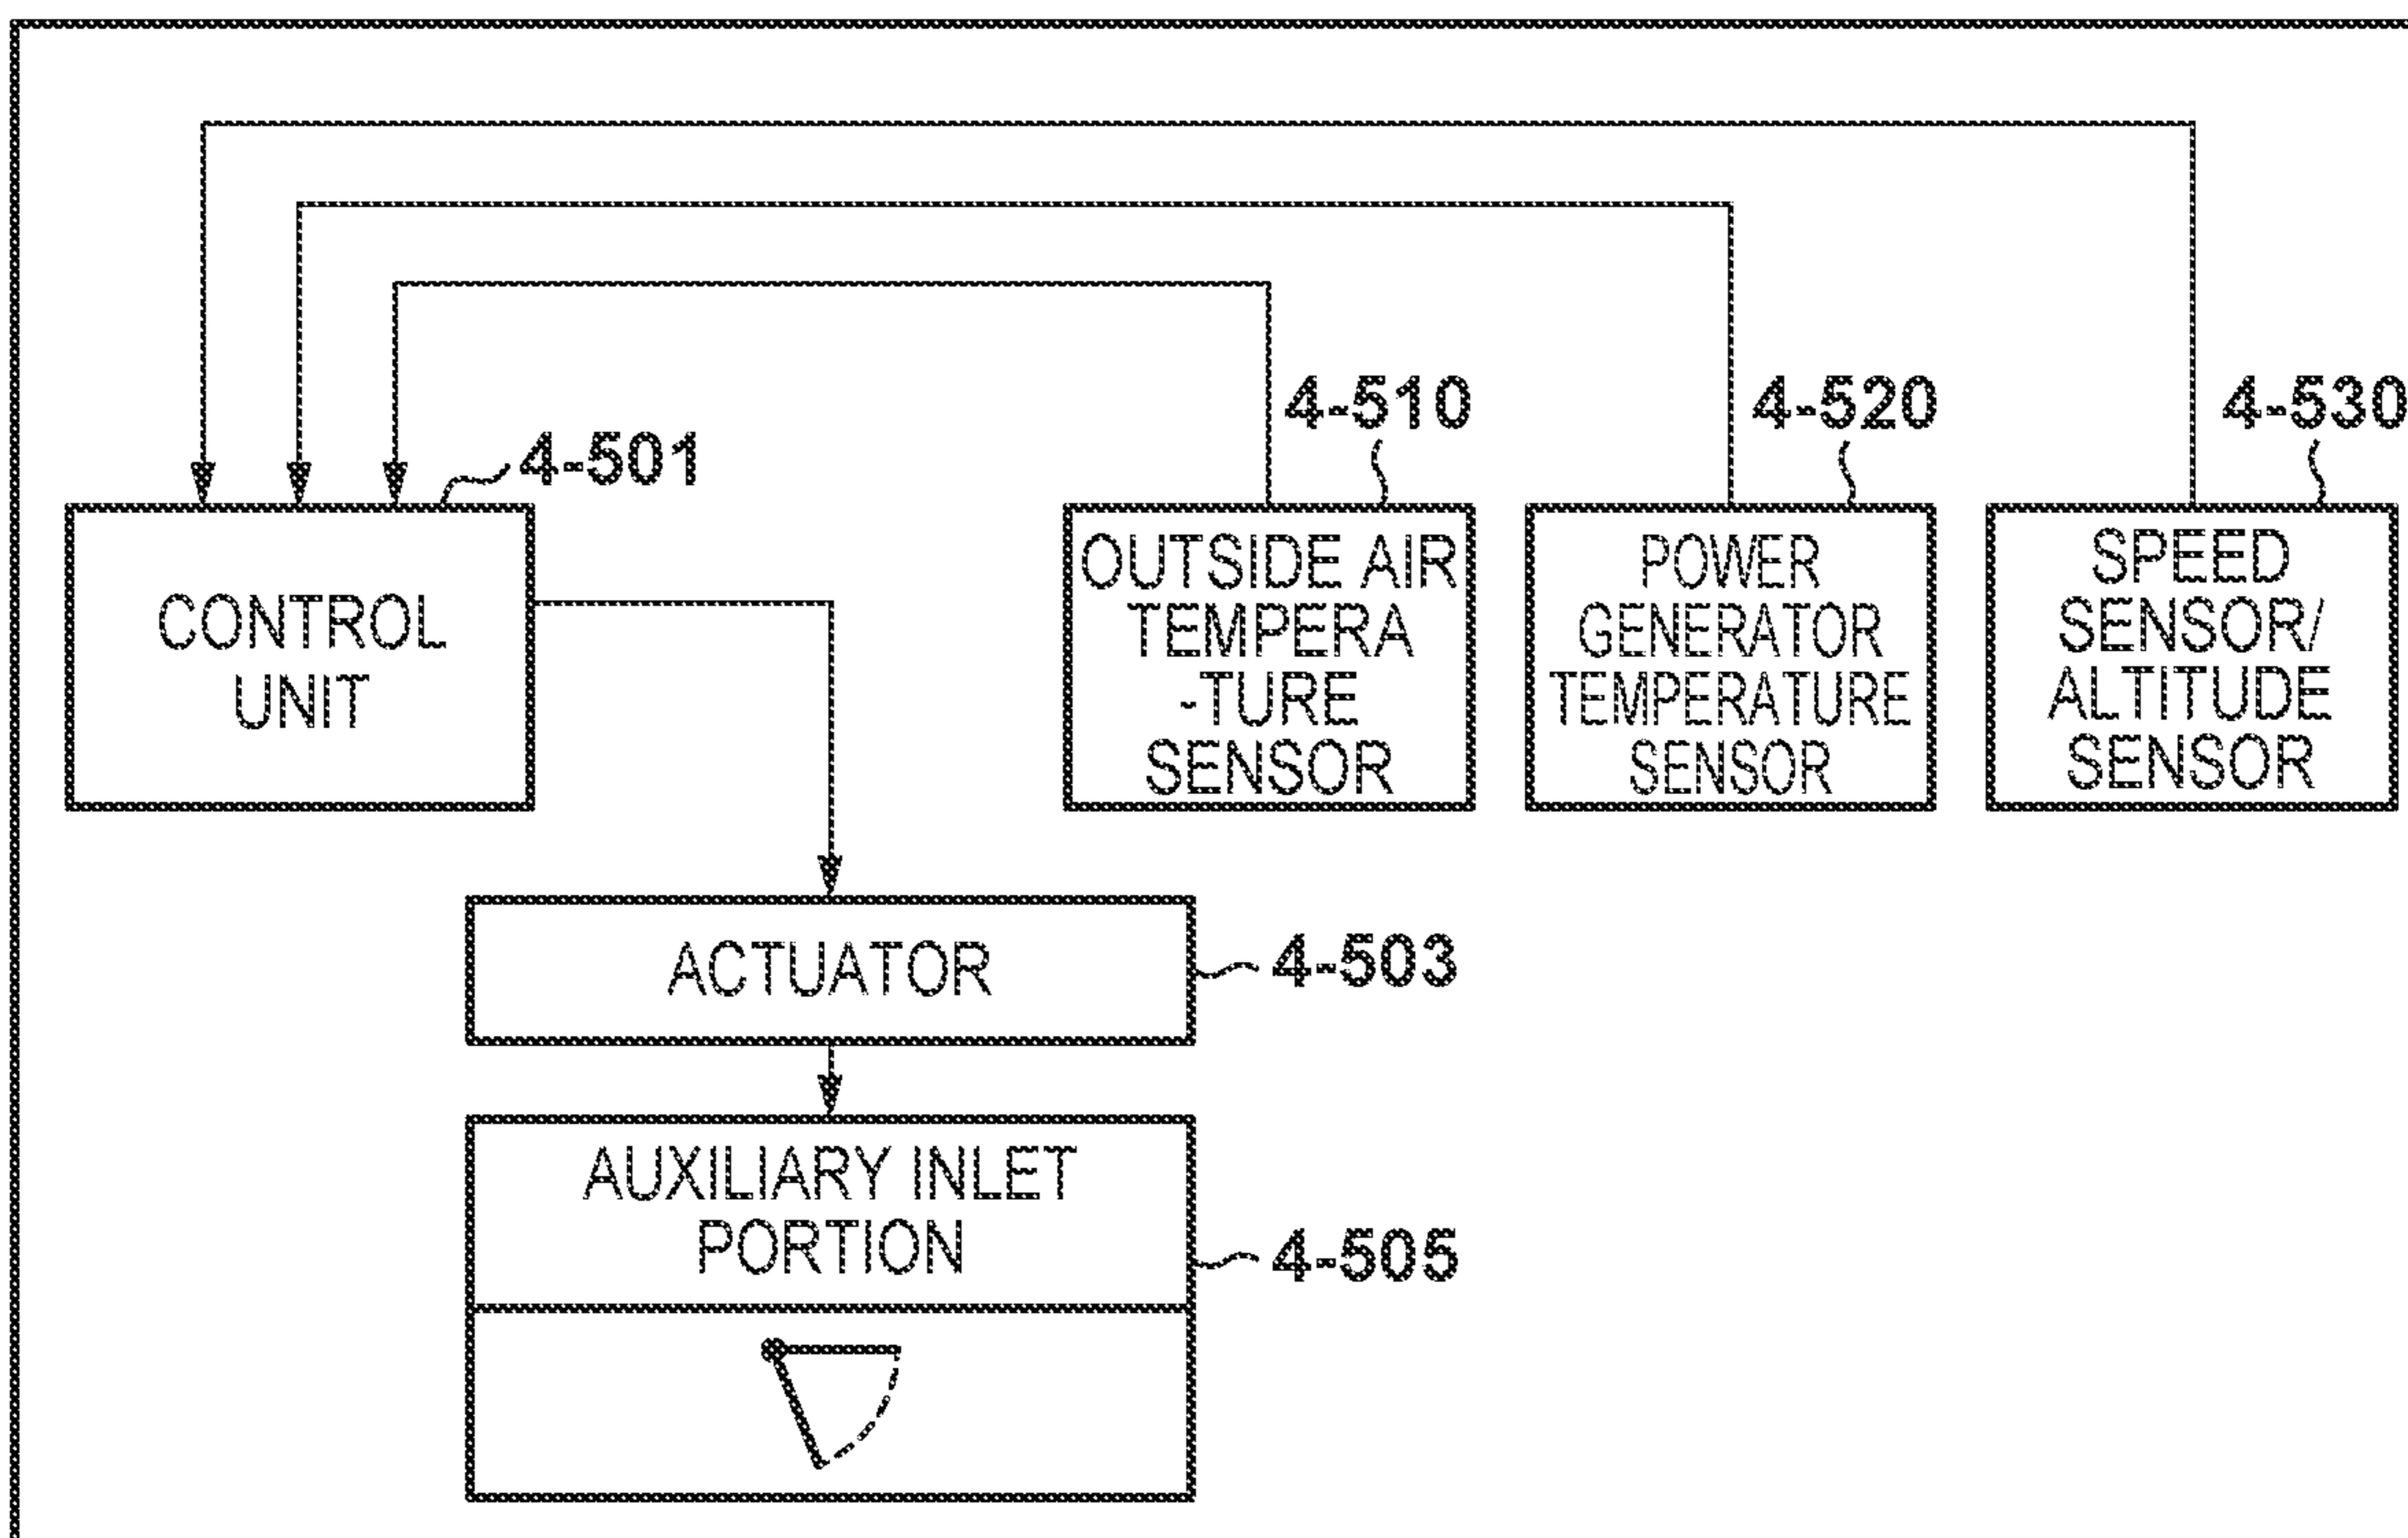 4-510
4-520
4-530
4-501
CONTROL
UNIT
OUTSIDE AIR
TEMPERA
-TURE
SENSOR
POWER
GENERATOR
TEMPERATURE
SENSOR
SPEED
SENSOR/
ALTITUDE
SENSOR
ACTUATOR
4-503
AUXILIARY INLET
PORTION
4-505